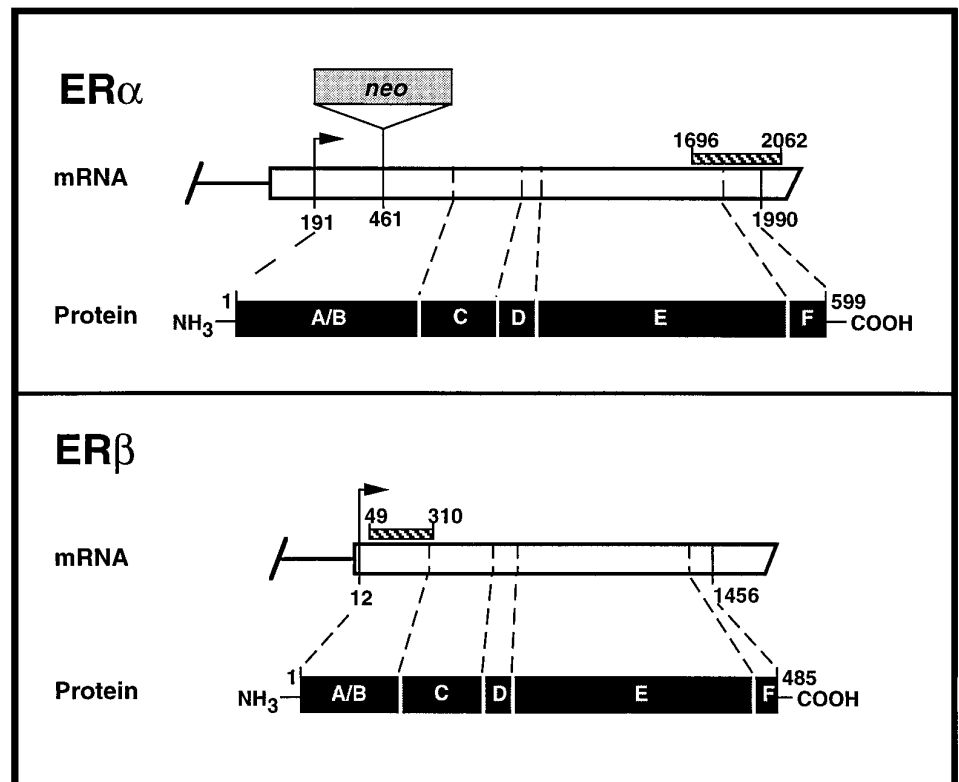 ERα
neo
1696 2062
mRNA
191 461 1990
1 599
Protein NH₃ A/B C D E F COOH
ERβ
49 310
mRNA
12 1456
1 485
Protein NH₃ A/B C D E F COOH